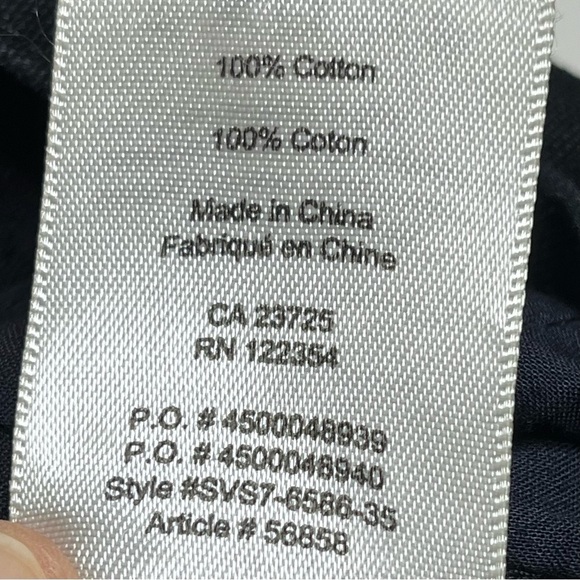 100% Cotton
100% Coton
Made in China
Fabriqué en Chine
CA 23725
RN 122354
P.O. # 4500048939
P.O. # 4500048940
Style #SVS7-6586-35
Article # 56858